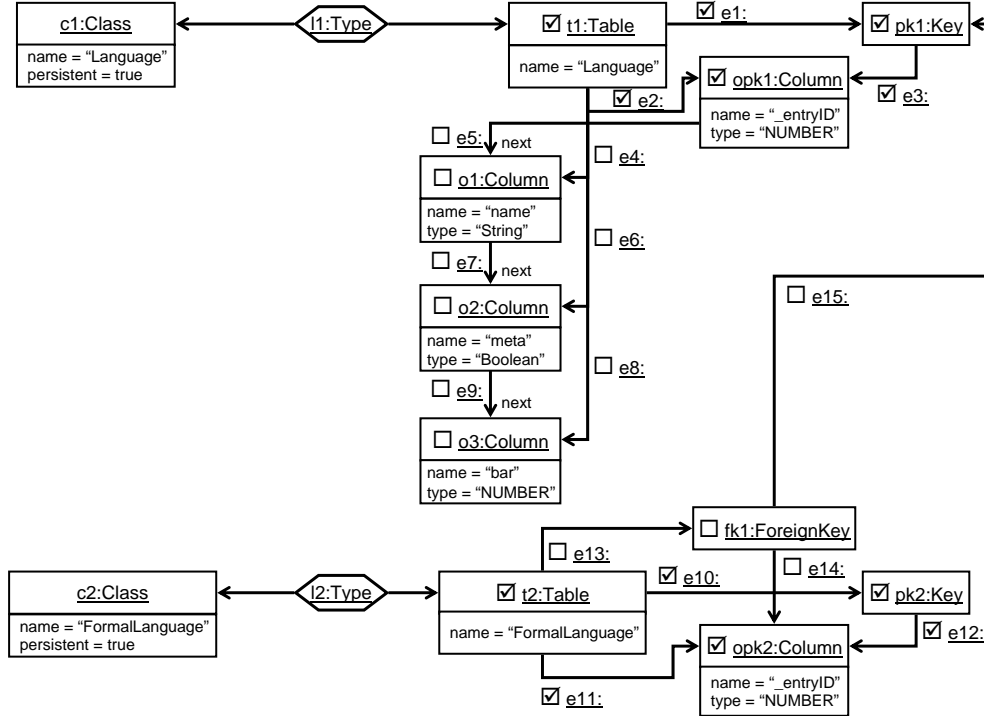 c1:Class
name = “Language”
persistent = true
l1:Type
☑ t1:Table
name = “Language”
☑ e1:
☑ pk1:Key
☑ opk1:Column
name = “_entryID”
type = “NUMBER”
☑ e2:
☑ e3:
☐ e5: next
☐ e4:
☐ o1:Column
name = “name”
type = “String”
☐ e6:
☐ e7: next
☐ o2:Column
name = “meta”
type = “Boolean”
☐ e15:
☐ e8:
☐ e9: next
☐ o3:Column
name = “bar”
type = “NUMBER”
☐ fk1:ForeignKey
☐ e13:
☐ e14:
c2:Class
name = “FormalLanguage”
persistent = true
l2:Type
☑ t2:Table
name = “FormalLanguage”
☑ e10:
☑ pk2:Key
☑ e12:
☑ opk2:Column
name = “_entryID”
type = “NUMBER”
☑ e11: